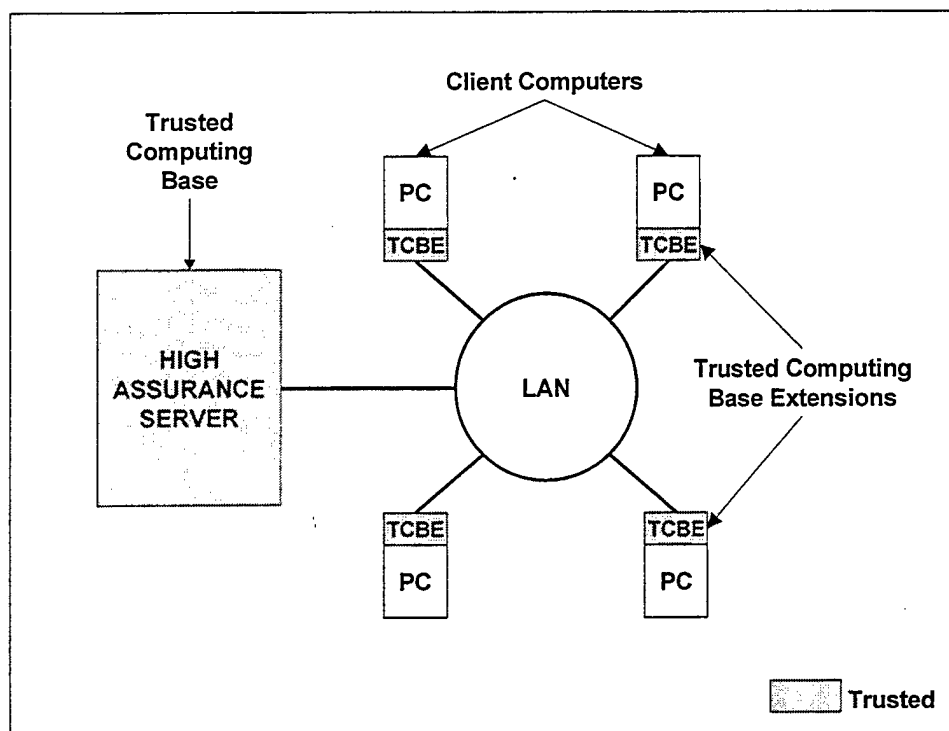 Client Computers
Trusted
Computing
Base
PC
TCBE
PC
TCBE
HIGH
ASSURANCE
SERVER
LAN
Trusted Computing
Base Extensions
TCBE
PC
TCBE
PC
Trusted